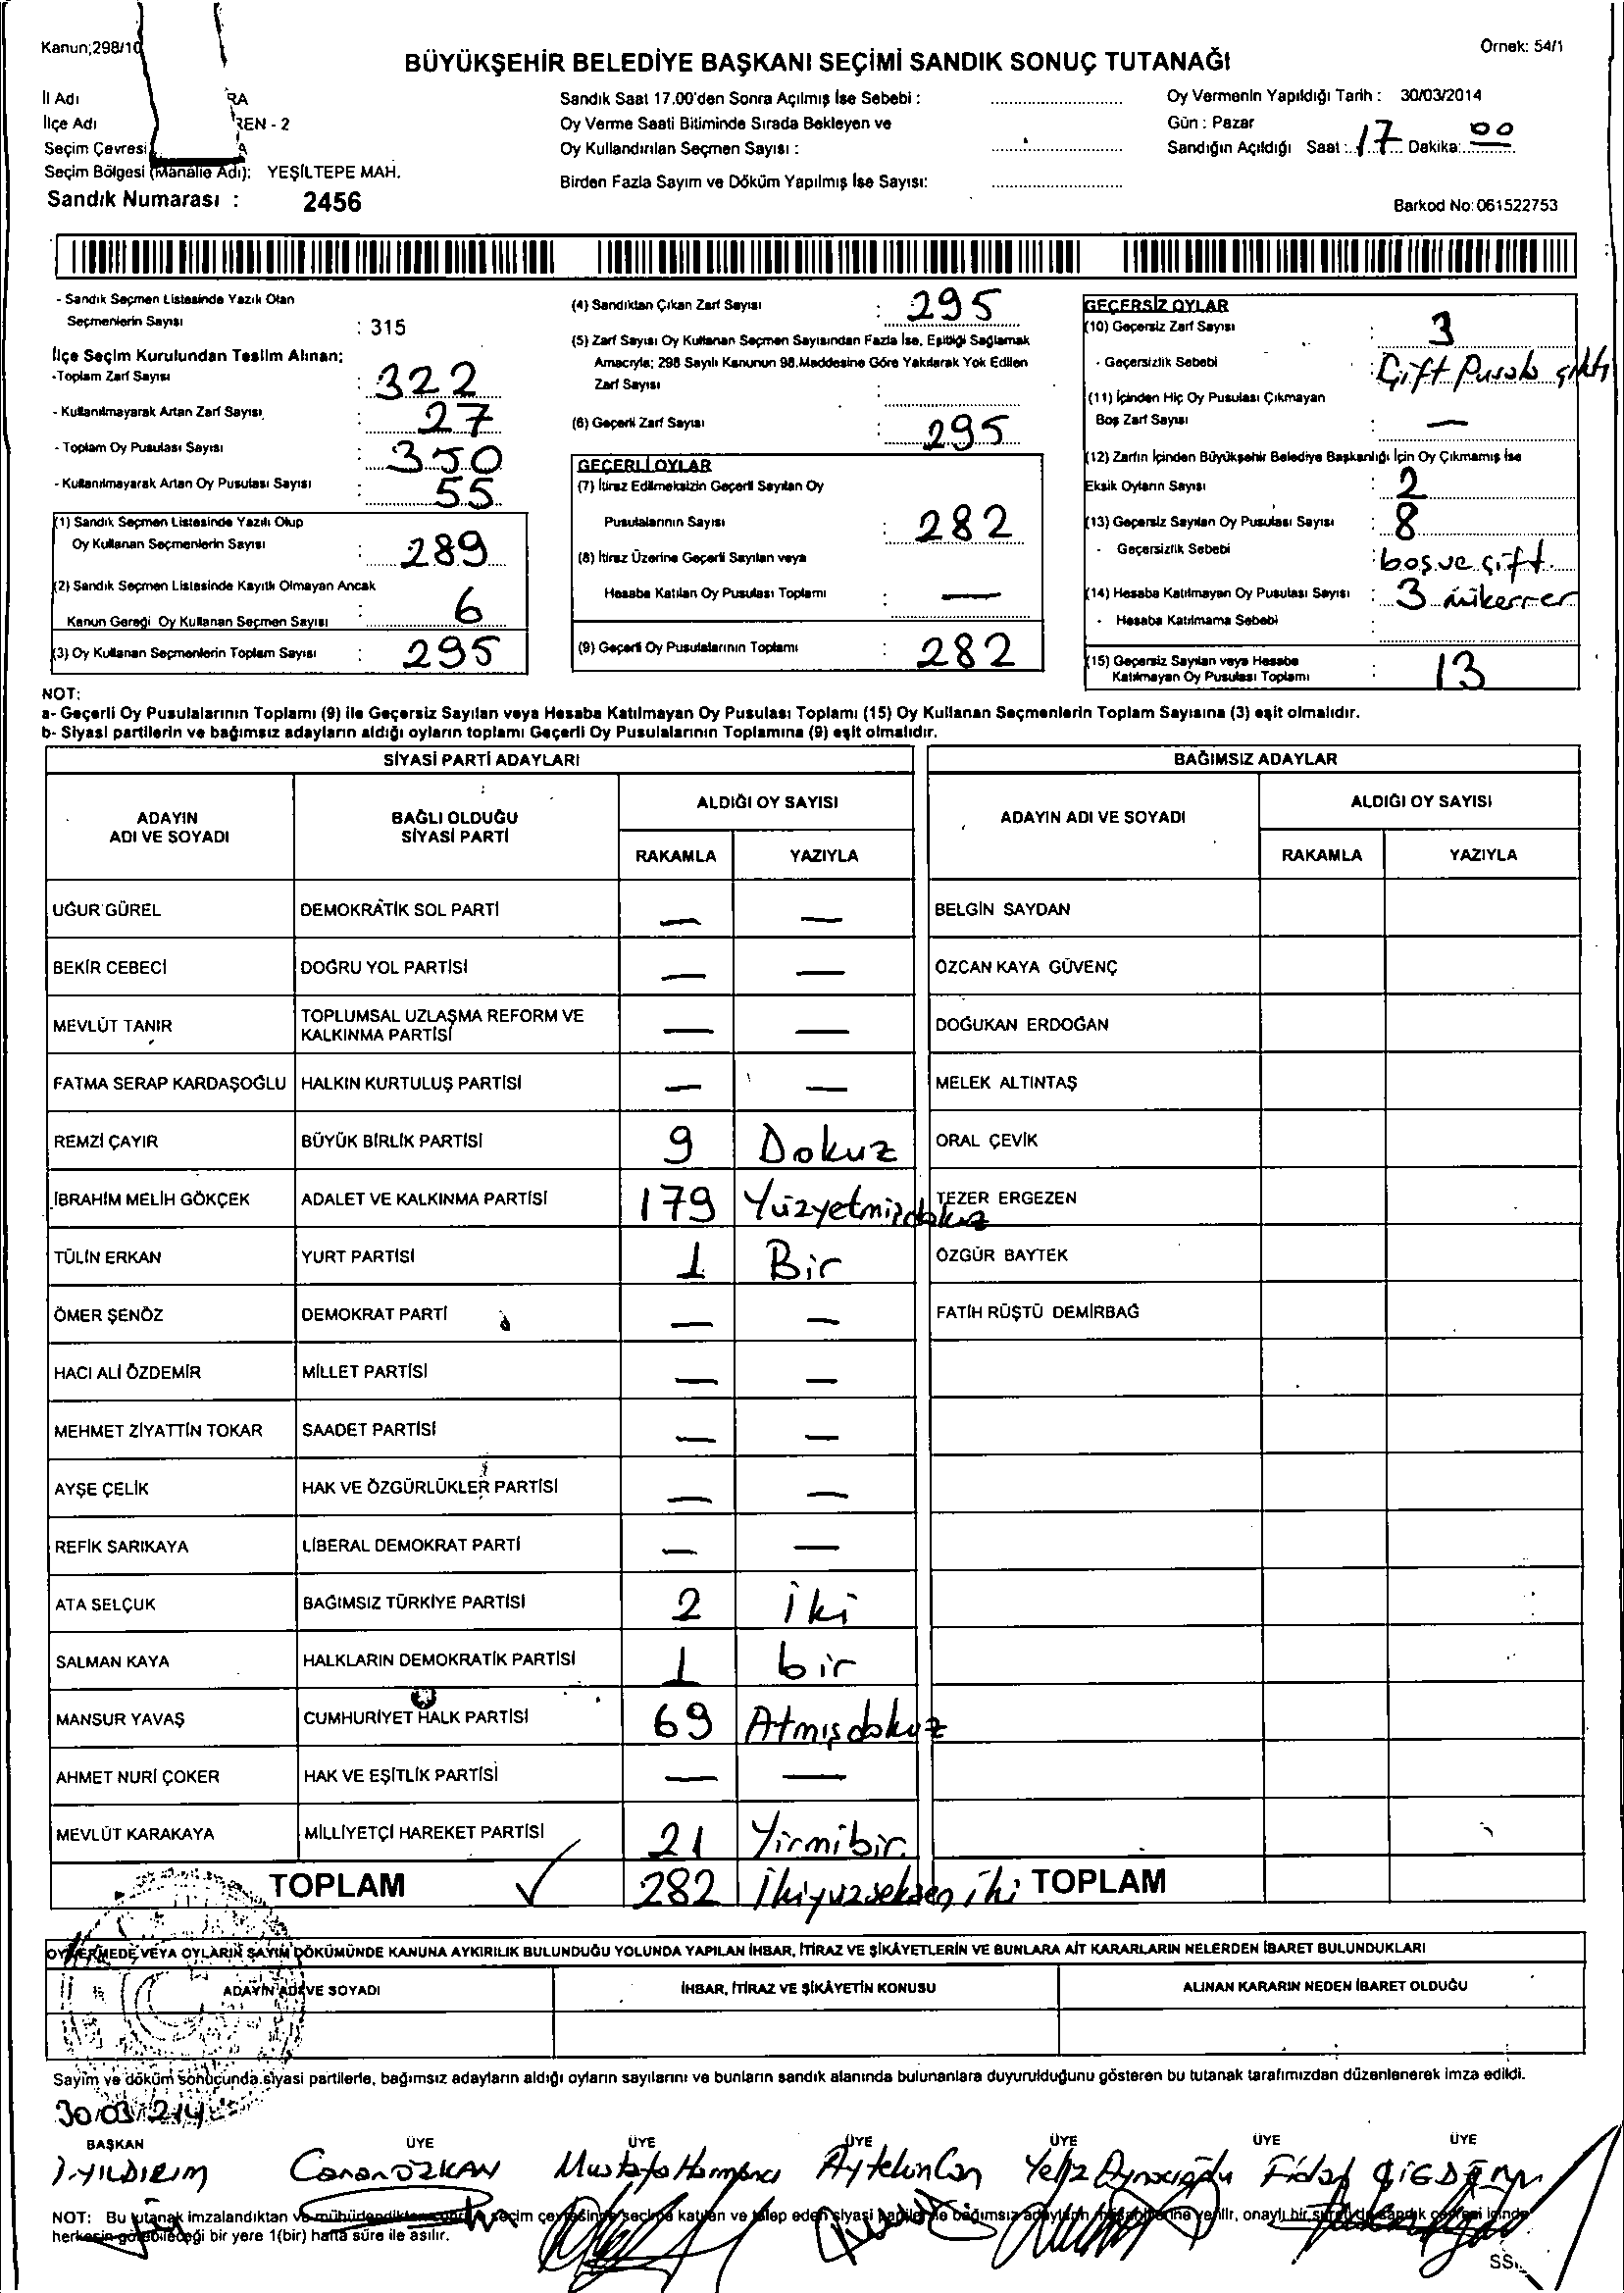 Kanun;298/10
Örnek: 54/1
BÜYÜKŞEHİR BELEDİYE BAŞKANI SEÇİMİ SANDIK SONUÇ TUTANAĞI
İl Adı RA
İlçe Adı REN - 2
Seçim Çevresi A
Seçim Bölgesi (Mahalle Adı): YEŞİLTEPE MAH.
Sandık Numarası : 2456
Sandık Saat 17.00'den Sonra Açılmış İse Sebebi :
Oy Verme Saati Bitiminde Sırada Bekleyen ve
Oy Kullandırılan Seçmen Sayısı :
Birden Fazla Sayım ve Döküm Yapılmış İse Sayısı:
Oy Vermenin Yapıldığı Tarih : 30/03/2014
Gün : Pazar
Sandığın Açıldığı Saat : 17 Dakika: 00
Barkod No: 061522753
- Sandık Seçmen Listesinde Yazılı Olan
Seçmenlerin Sayısı : 315
İlçe Seçim Kurulundan Teslim Alınan;
-Toplam Zarf Sayısı : 322
- Kullanılmayarak Artan Zarf Sayısı : 27
- Toplam Oy Pusulası Sayısı : 350
- Kullanılmayarak Artan Oy Pusulası Sayısı : 55
(1) Sandık Seçmen Listesinde Yazılı Olup
Oy Kullanan Seçmenlerin Sayısı : 289
(2) Sandık Seçmen Listesinde Kayıtlı Olmayan Ancak
Kanun Gereği Oy Kullanan Seçmen Sayısı : 6
(3) Oy Kullanan Seçmenlerin Toplam Sayısı : 295
(4) Sandıktan Çıkan Zarf Sayısı : 295
(5) Zarf Sayısı Oy Kullanan Seçmen Sayısından Fazla İse, Eşitliği Sağlamak
Amacıyla; 298 Sayılı Kanunun 98.Maddesine Göre Yakılarak Yok Edilen
Zarf Sayısı :
(6) Geçerli Zarf Sayısı : 295
GEÇERLİ OYLAR
(7) İtiraz Edilmeksizin Geçerli Sayılan Oy
Pusulalarının Sayısı : 282
(8) İtiraz Üzerine Geçerli Sayılan veya
Hesaba Katılan Oy Pusulası Toplamı : —
(9) Geçerli Oy Pusulalarının Toplamı : 282
GEÇERSİZ OYLAR
(10) Geçersiz Zarf Sayısı : 3
- Geçersizlik Sebebi : Çift Pusula çıktı
(11) İçinden Hiç Oy Pusulası Çıkmayan
Boş Zarf Sayısı : —
(12) Zarfın İçinden Büyükşehir Belediye Başkanlığı İçin Oy Çıkmamış İse
Eksik Oyların Sayısı : 2
(13) Geçersiz Sayılan Oy Pusulası Sayısı : 8
- Geçersizlik Sebebi : boş ve çift.
(14) Hesaba Katılmayan Oy Pusulası Sayısı : 3 mikerrer
- Hesaba Katılmama Sebebi :
(15) Geçersiz Sayılan veya Hesaba
Katılmayan Oy Pusulası Toplamı : 13
NOT:
a- Geçerli Oy Pusulalarının Toplamı (9) ile Geçersiz Sayılan veya Hesaba Katılmayan Oy Pusulası Toplamı (15) Oy Kullanan Seçmenlerin Toplam Sayısına (3) eşit olmalıdır.
b- Siyasi partilerin ve bağımsız adayların aldığı oyların toplamı Geçerli Oy Pusulalarının Toplamına (9) eşit olmalıdır.
SİYASİ PARTİ ADAYLARI BAĞIMSIZ ADAYLAR
ADAYIN ADI VE SOYADI BAĞLI OLDUĞU SİYASİ PARTİ ALDIĞI OY SAYISI ADAYIN ADI VE SOYADI ALDIĞI OY SAYISI
RAKAMLA YAZIYLA RAKAMLA YAZIYLA
UĞUR GÜREL DEMOKRATİK SOL PARTİ — — BELGİN SAYDAN
BEKİR CEBECİ DOĞRU YOL PARTİSİ — — ÖZCAN KAYA GÜVENÇ
MEVLÜT TANIR TOPLUMSAL UZLAŞMA REFORM VE KALKINMA PARTİSİ — — DOĞUKAN ERDOĞAN
FATMA SERAP KARDAŞOĞLU HALKIN KURTULUŞ PARTİSİ — — MELEK ALTINTAŞ
REMZİ ÇAYIR BÜYÜK BİRLİK PARTİSİ 9 Dokuz ORAL ÇEVİK
İBRAHİM MELİH GÖKÇEK ADALET VE KALKINMA PARTİSİ 179 Yüzyetmişdokuz TEZER ERGEZEN
TÜLİN ERKAN YURT PARTİSİ 1 Bir ÖZGÜR BAYTEK
ÖMER ŞENÖZ DEMOKRAT PARTİ — — FATİH RÜŞTÜ DEMİRBAĞ
HACI ALİ ÖZDEMİR MİLLET PARTİSİ — —
MEHMET ZİYATTİN TOKAR SAADET PARTİSİ — —
AYŞE ÇELİK HAK VE ÖZGÜRLÜKLER PARTİSİ — —
REFİK SARIKAYA LİBERAL DEMOKRAT PARTİ — —
ATA SELÇUK BAĞIMSIZ TÜRKİYE PARTİSİ 2 iki
SALMAN KAYA HALKLARIN DEMOKRATİK PARTİSİ 1 bir
MANSUR YAVAŞ CUMHURİYET HALK PARTİSİ 69 Atmışdokuz
AHMET NURİ ÇOKER HAK VE EŞİTLİK PARTİSİ — —
MEVLÜT KARAKAYA MİLLİYETÇİ HAREKET PARTİSİ 21 Yirmibir.
TOPLAM 282 İkiyüzseksen iki TOPLAM
OY VERMEDE VEYA OYLARIN SAYIM DÖKÜMÜNDE KANUNA AYKIRILIK BULUNDUĞU YOLUNDA YAPILAN İHBAR, İTİRAZ VE ŞİKÂYETLERİN VE BUNLARA AİT KARARLARIN NELERDEN İBARET BULUNDUKLARI
ADAYIN ADI VE SOYADI İHBAR, İTİRAZ VE ŞİKÂYETİN KONUSU ALINAN KARARIN NEDEN İBARET OLDUĞU
Sayım ve döküm sonucunda siyasi partilerle, bağımsız adayların aldığı oyların sayılarını ve bunların sandık alanında bulunanlara duyurulduğunu gösteren bu tutanak tarafımızdan düzenlenerek imza edildi.
30/03/214
BAŞKAN ÜYE ÜYE ÜYE ÜYE ÜYE ÜYE
İ.YILDIRIM Canan ÖZKAN Mustafa Aytekin Can Yeliz
NOT: Bu tutanak imzalandıktan ve mühürlendikten sonra seçim çevresinde seçime katılan ve talep eden siyasi partiler ile bağımsız adayların verilir, onaylı bir sureti de sandık çevresi içinde
herkesin görebileceği bir yere 1(bir) hafta süre ile asılır.